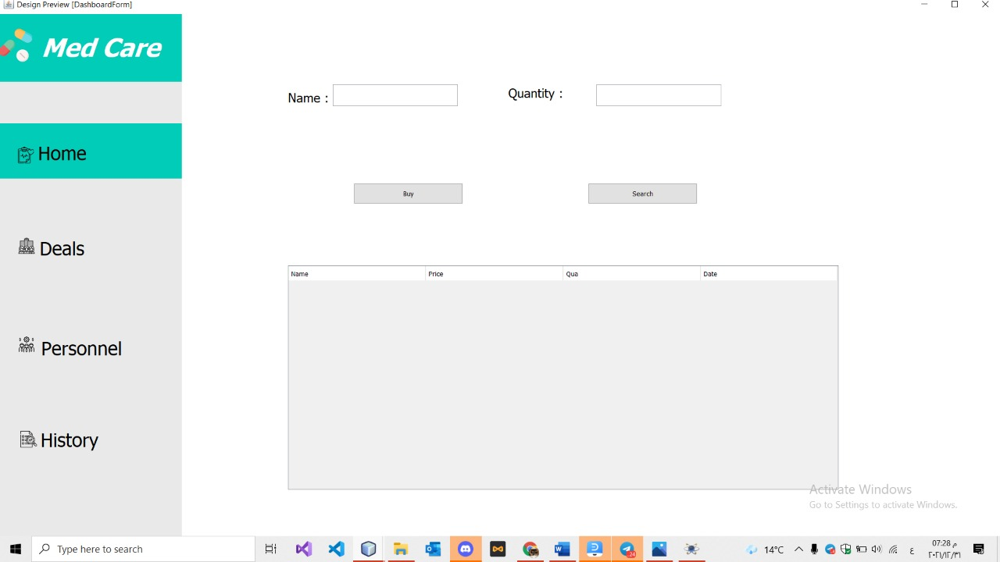 Design Preview [DashboardForm]
Med Care
Name :
Quantity :
Home
Buy
Search
Deals
Name Price Qua Date
Personnel
History
Activate Windows
Go to Settings to activate Windows.
Type here to search
24
14°C
ع
07:28 م
٢٠٢١/١٢/٣١